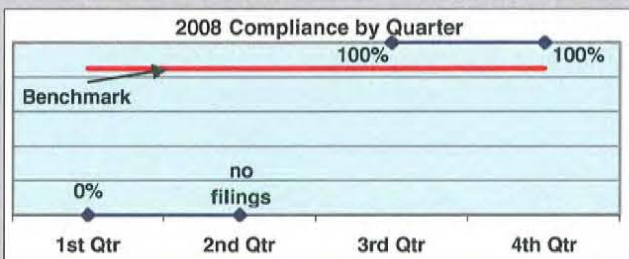 2008 Compliance by Quarter
100%
100%
Benchmark
0%
no
filings
1st Qtr
2nd Qtr
3rd Qtr
4th Qtr